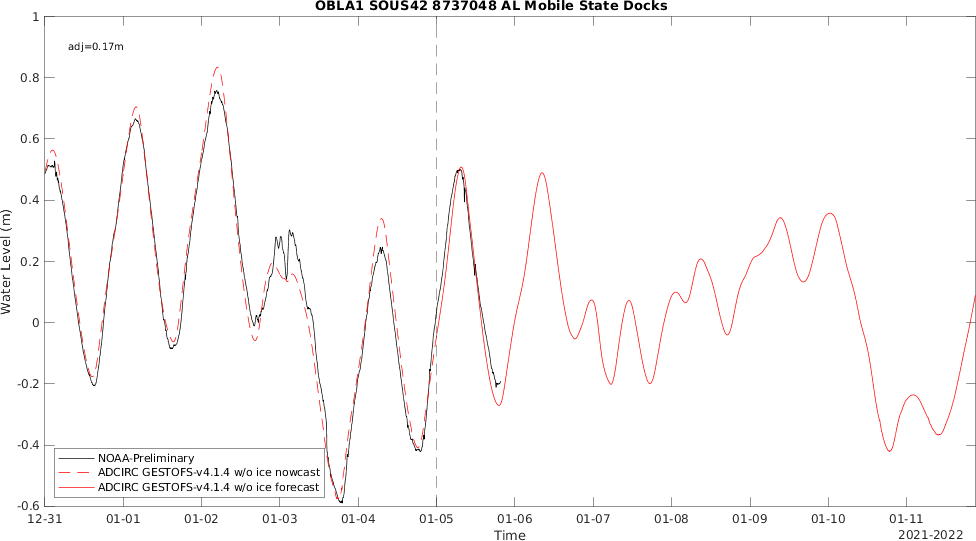 OBLA1 SOUS42 8737048 AL Mobile State Docks
adj=0.17m
1
0.8
0.6
0.4
0.2
0
-0.2
-0.4
-0.6
Water Level (m)
NOAA-Preliminary
ADCIRC GESTOFS-v4.1.4 w/o ice nowcast
ADCIRC GESTOFS-v4.1.4 w/o ice forecast
12-31 01-01 01-02 01-03 01-04 01-05 01-06 01-07 01-08 01-09 01-10 01-11
Time
2021-2022